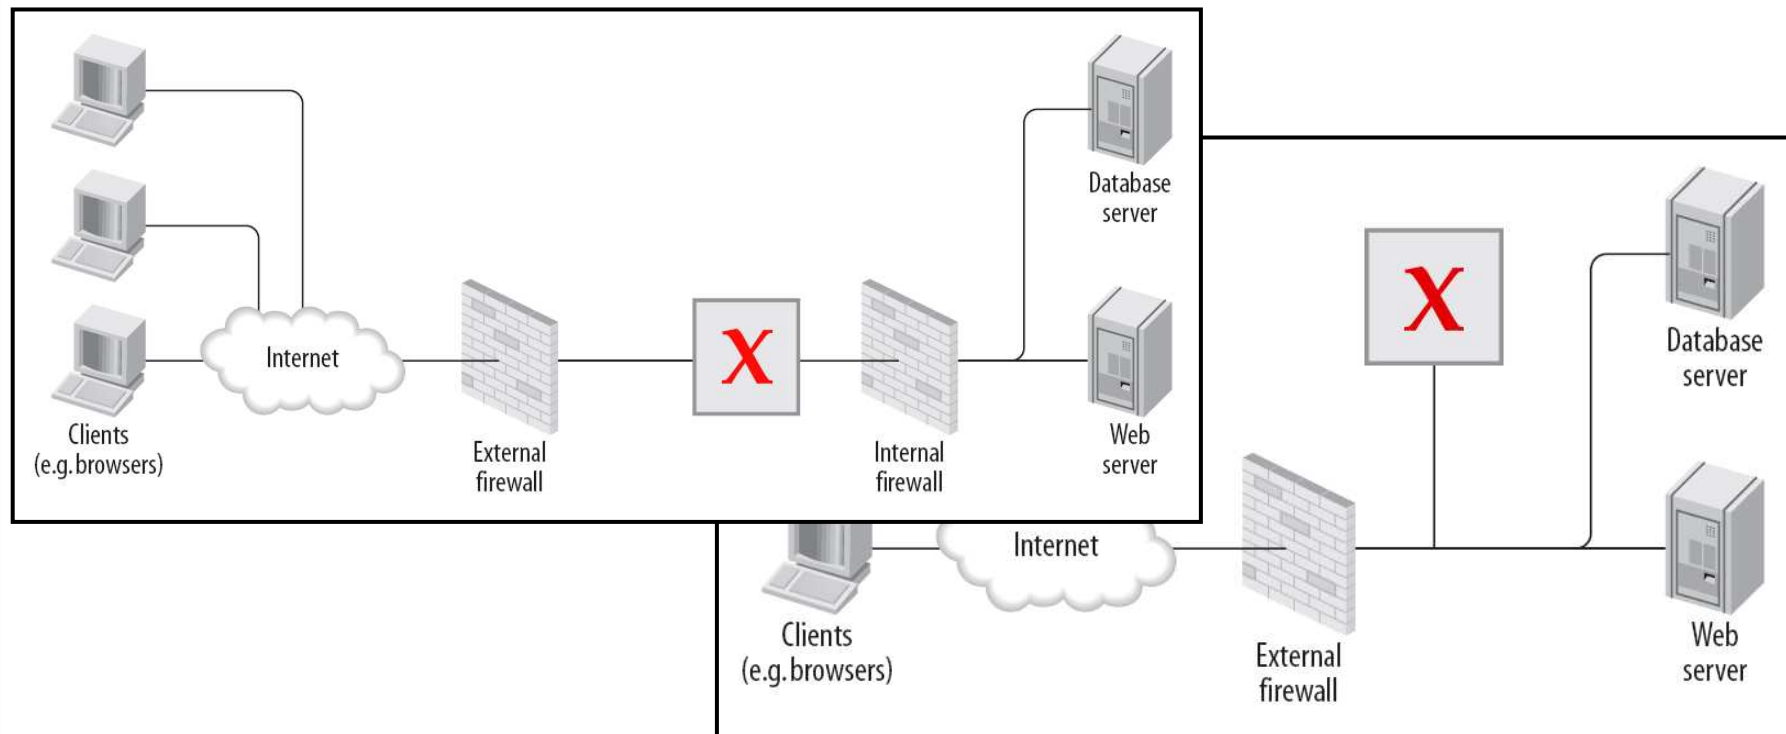 Database
server
Internet
X
Clients
(e.g. browsers)
External
firewall
Internal
firewall
Web
server
X
Database
server
Internet
Clients
(e.g. browsers)
External
firewall
Web
server